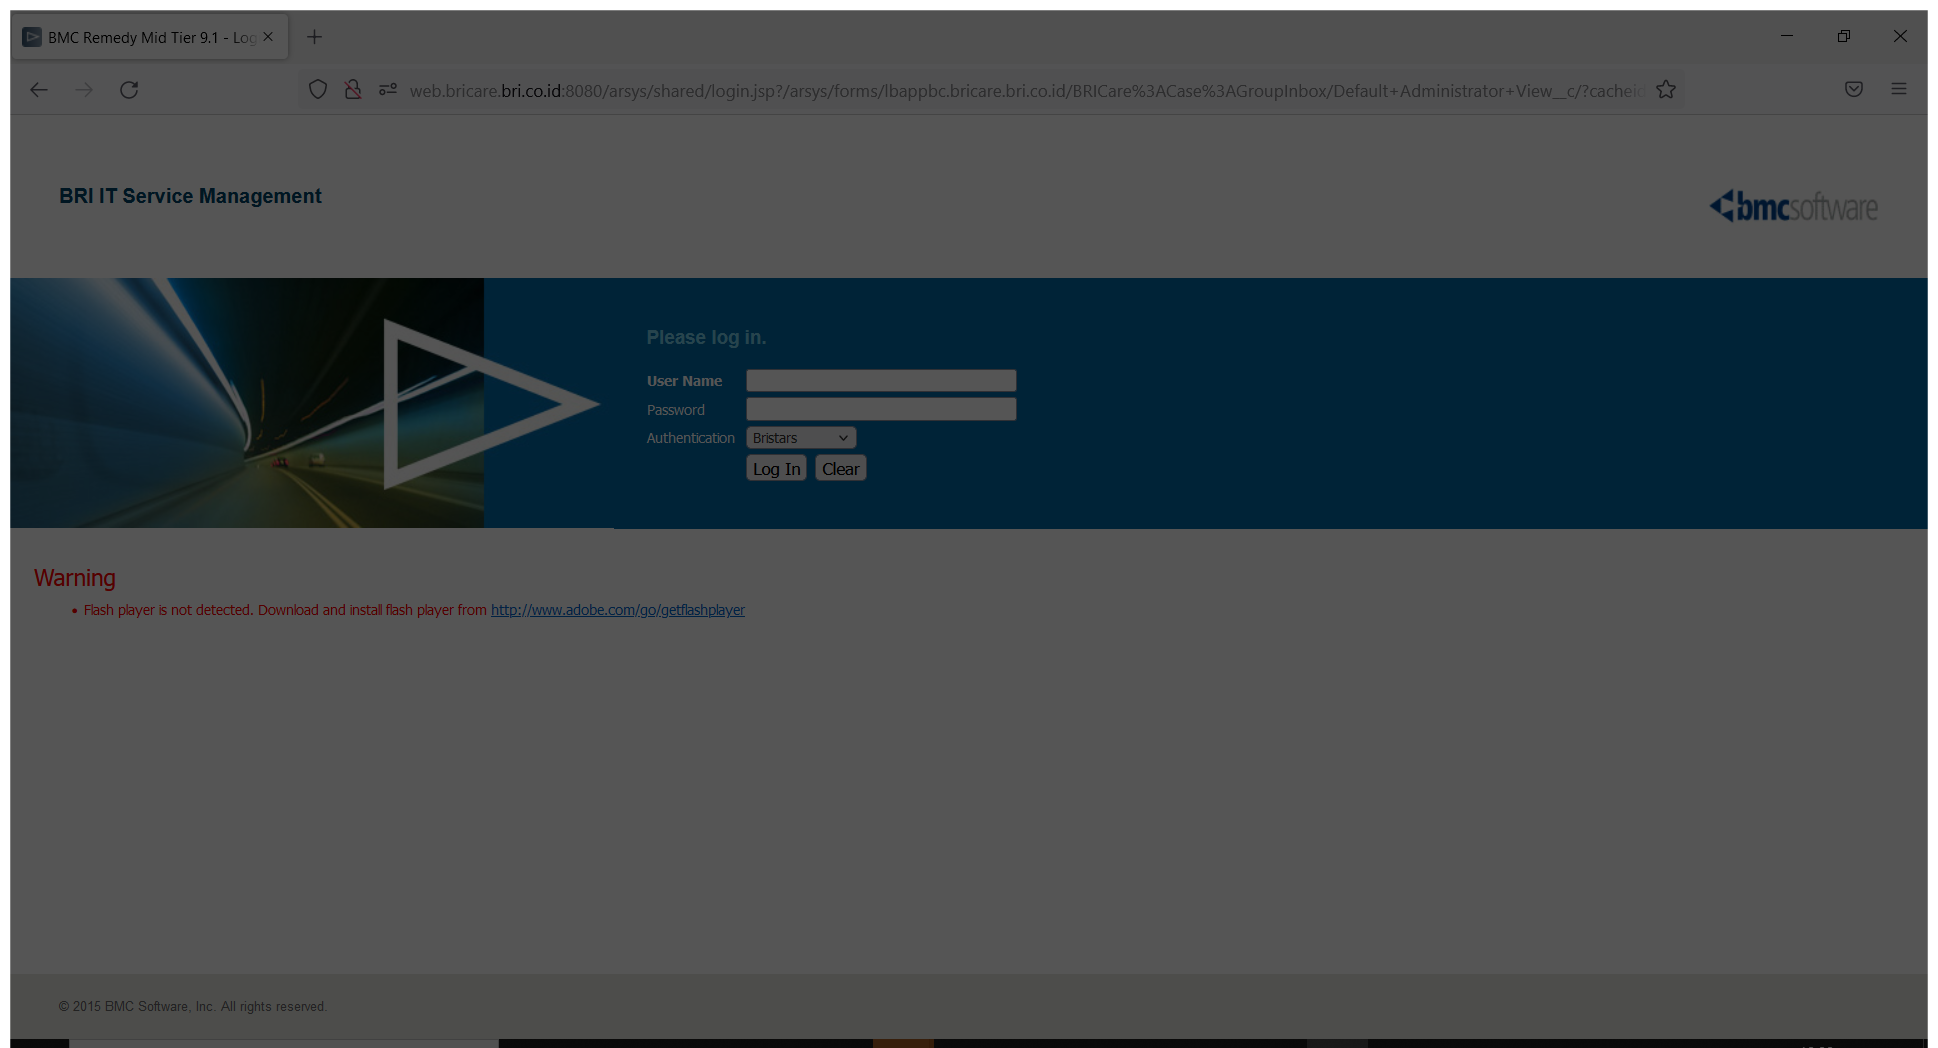 BMC Remedy Mid Tier 9.1 - Log
web.bricare.bri.co.id:8080/arsys/shared/login.jsp?/arsys/forms/lbappbc.bricare.bri.co.id/BRICare%3ACase%3AGroupInbox/Default+Administrator+View__c/?cacheid
BRI IT Service Management
bmcsoftware
Please log in.
User Name
Password
Authentication Bristars
Log In Clear
Warning
• Flash player is not detected. Download and install flash player from http://www.adobe.com/go/getflashplayer
© 2015 BMC Software, Inc. All rights reserved.